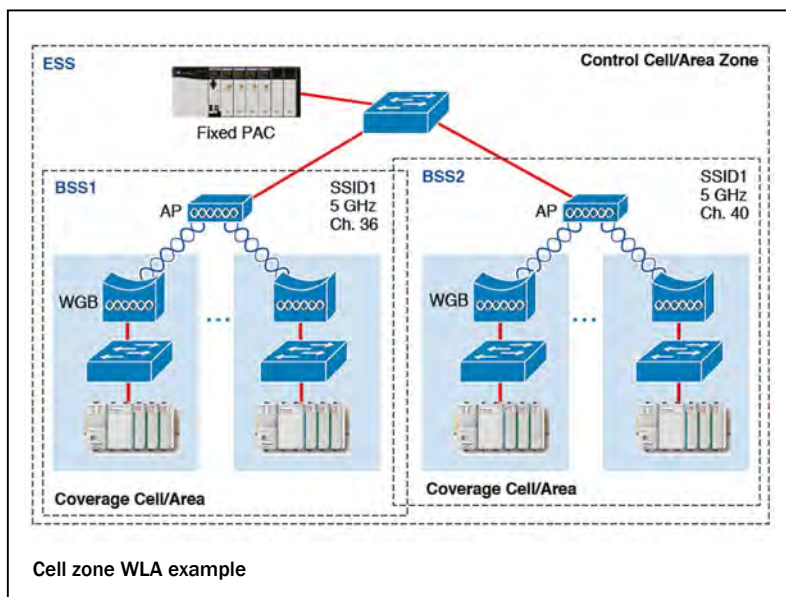 ESS
Control Cell/Area Zone
Fixed PAC
BSS1
SSID1
5 GHz
Ch. 36
AP
BSS2
SSID1
5 GHz
Ch. 40
AP
WGB
...
WGB
...
Coverage Cell/Area
Coverage Cell/Area
Cell zone WLA example